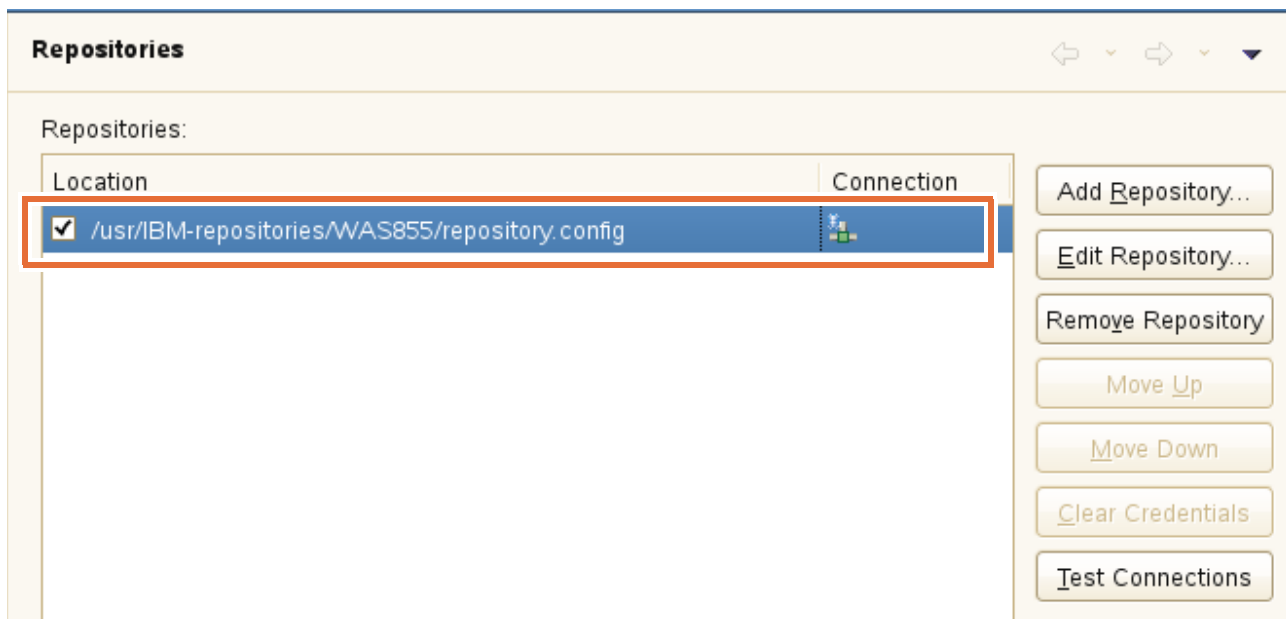 Repositories
Repositories:
Location
Connection
/usr/IBM-repositories/WAS855/repository.config
Add Repository...
Edit Repository...
Remove Repository
Move Up
Move Down
Clear Credentials
Test Connections